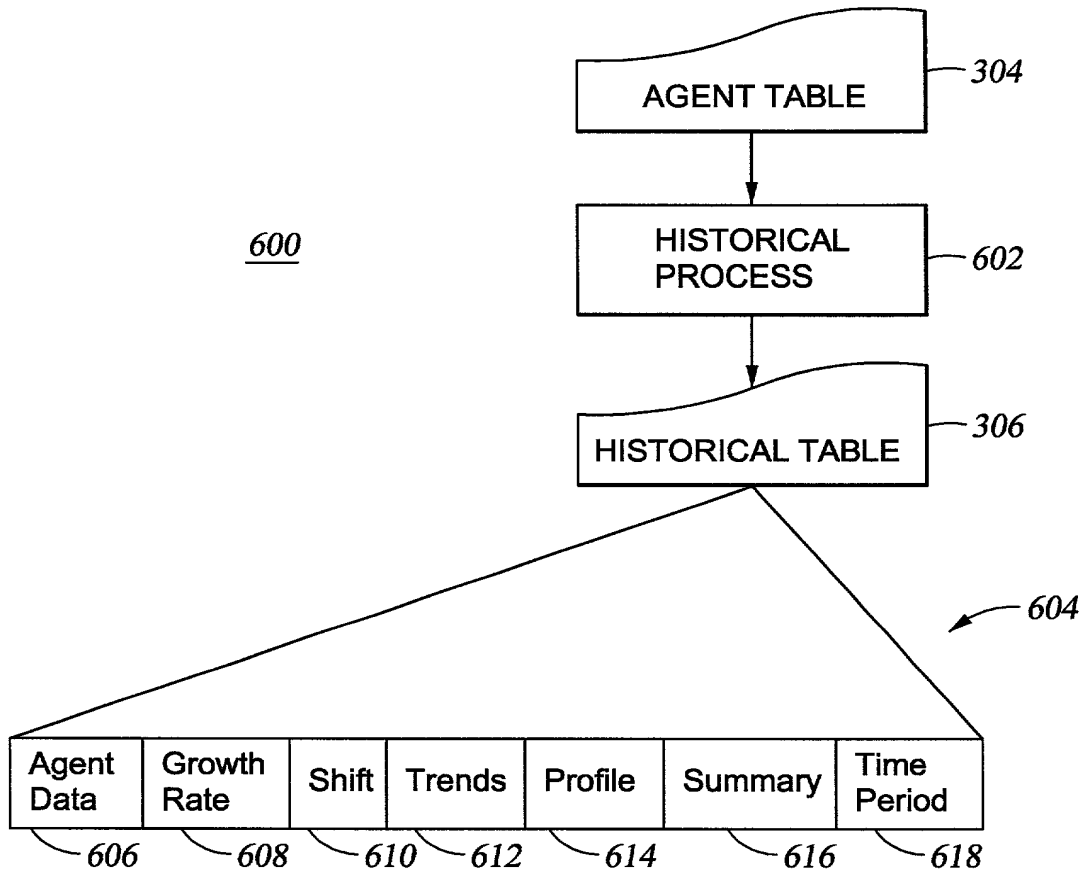 304
AGENT TABLE
600
HISTORICAL
PROCESS
602
306
HISTORICAL TABLE
604
Agent
Data
Growth
Rate
Shift
Trends
Profile
Summary
Time
Period
606
608
610
612
614
616
618